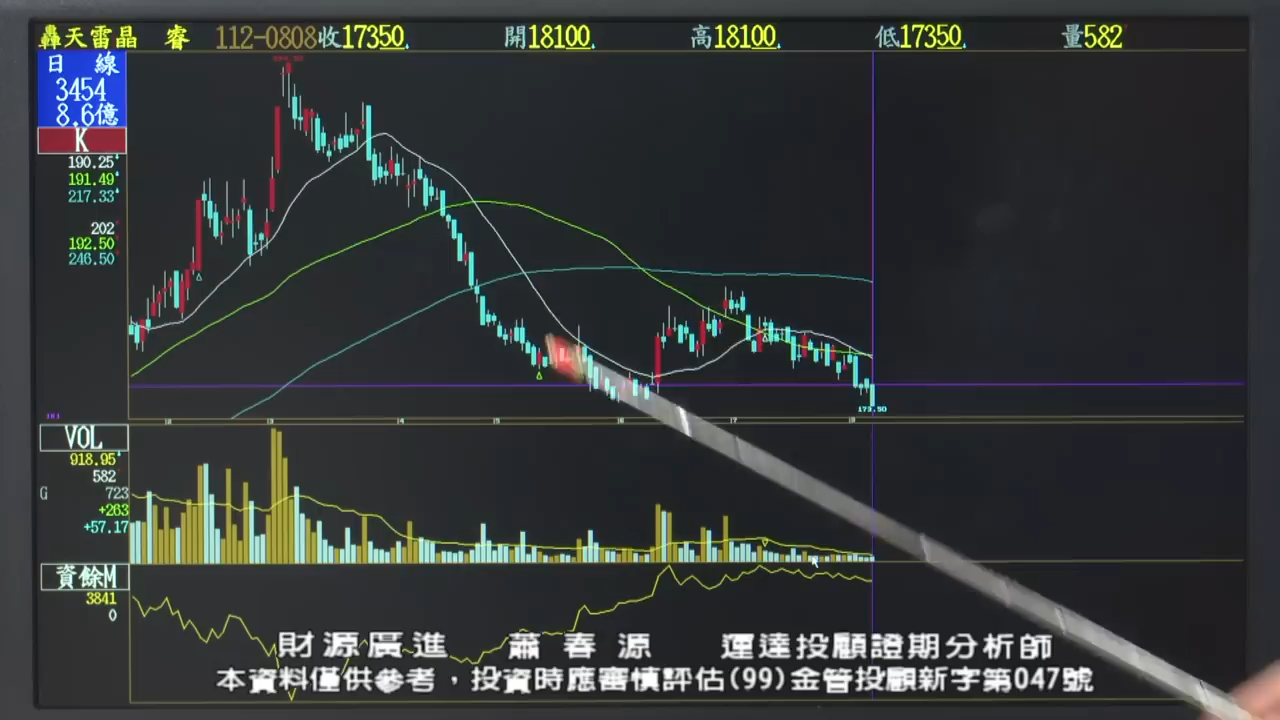 轟天雷晶 睿 112-0808收17350 開18100 高18100 低17350 量582
日 線
3454
8.6億
K
190.25
191.49
217.33
202
192.50
246.50
173.50
VOL
918.95
582
G 723
+263
+57.17
資餘M
3841
0
財源廣進 蕭春源 運達投顧證期分析師
本資料僅供參考，投資時應審慎評估(99)金管投顧新字第047號